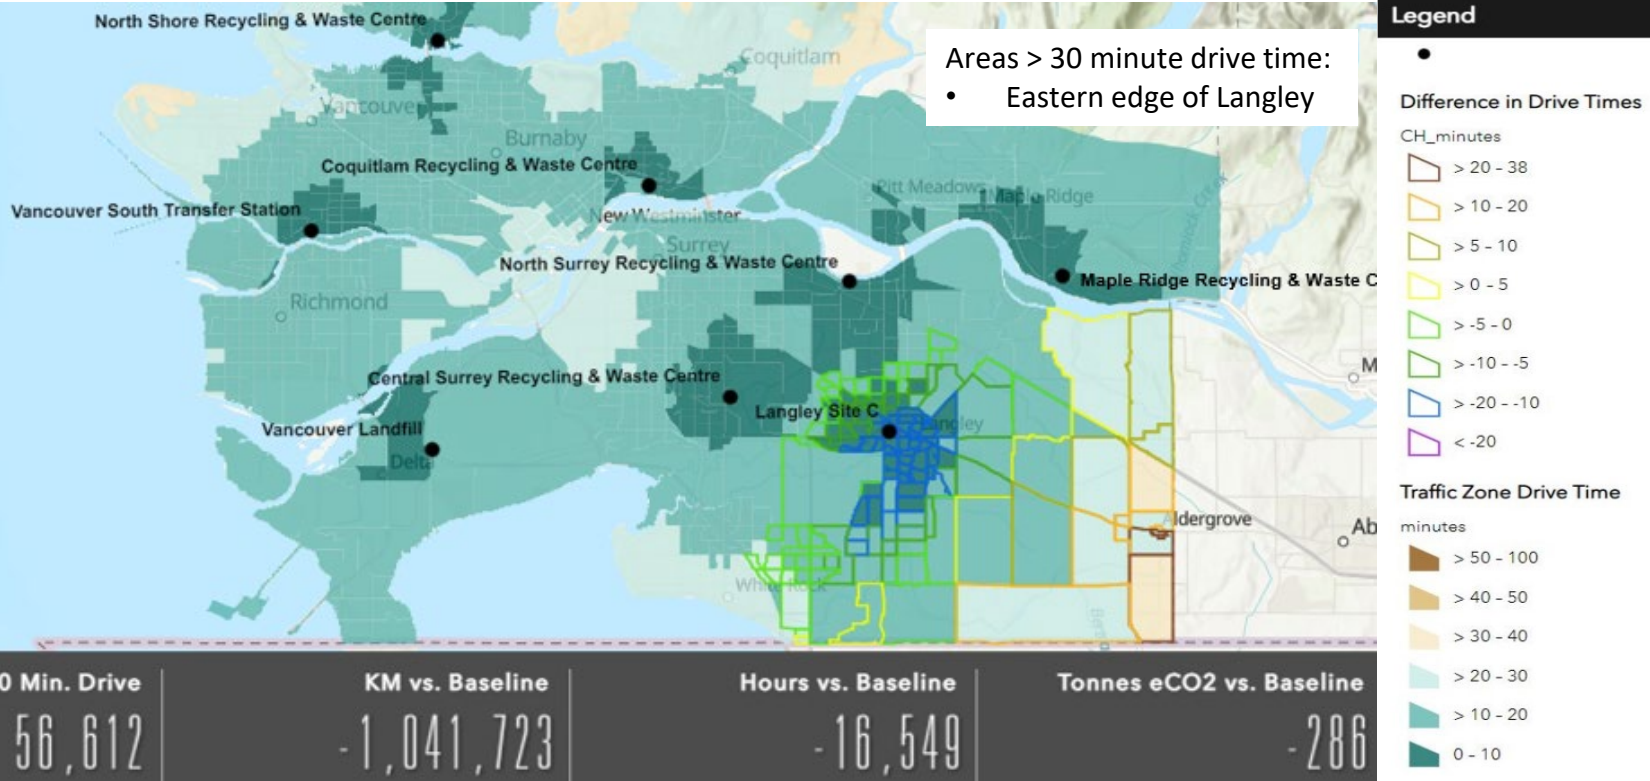 North Shore Recycling & Waste Centre
Coquitlam
Areas > 30 minute drive time:
• Eastern edge of Langley
Vancouver
Burnaby
Coquitlam Recycling & Waste Centre
Pitt Meadows
Maple Ridge
Vancouver South Transfer Station
New Westminster
Surrey
North Surrey Recycling & Waste Centre
Maple Ridge Recycling & Waste C
Richmond
M
Central Surrey Recycling & Waste Centre
Langley Site C
Langley
Vancouver Landfill
Delta
Aldergrove
Ab
White Rock
0 Min. Drive
56,612
KM vs. Baseline
-1,041,723
Hours vs. Baseline
-16,549
Tonnes eCO2 vs. Baseline
-286
Legend
Difference in Drive Times
CH_minutes
> 20 - 38
> 10 - 20
> 5 - 10
> 0 - 5
> -5 - 0
> -10 - -5
> -20 - -10
< -20
Traffic Zone Drive Time
minutes
> 50 - 100
> 40 - 50
> 30 - 40
> 20 - 30
> 10 - 20
0 - 10